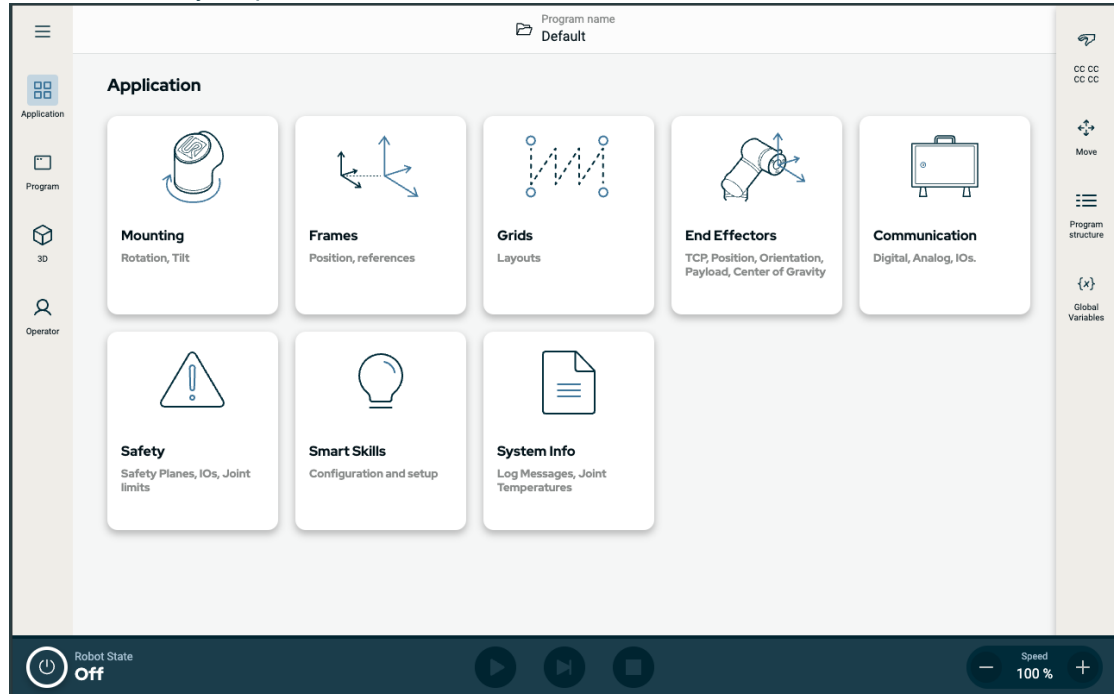 Program name
Default
CC CC
CC CC
Application
Application
Program
3D
Operator
Move
Program
structure
{x}
Global
Variables
Mounting
Rotation, Tilt
Frames
Position, references
Grids
Layouts
End Effectors
TCP, Position, Orientation,
Payload, Center of Gravity
Communication
Digital, Analog, IOs.
Safety
Safety Planes, IOs, Joint
limits
Smart Skills
Configuration and setup
System Info
Log Messages, Joint
Temperatures
Robot State
Off
Speed
100 %